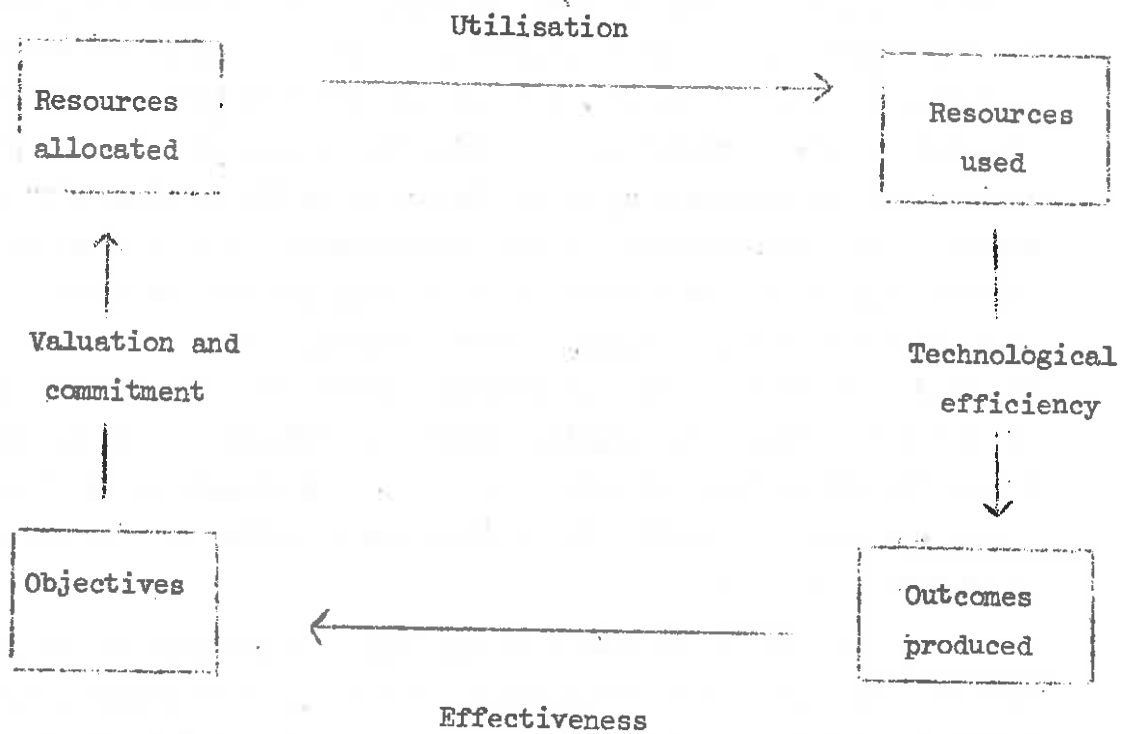 Utilisation
Resources
allocated
Resources
used
Valuation and
commitment
Technological
efficiency
Objectives
Outcomes
produced
Effectiveness